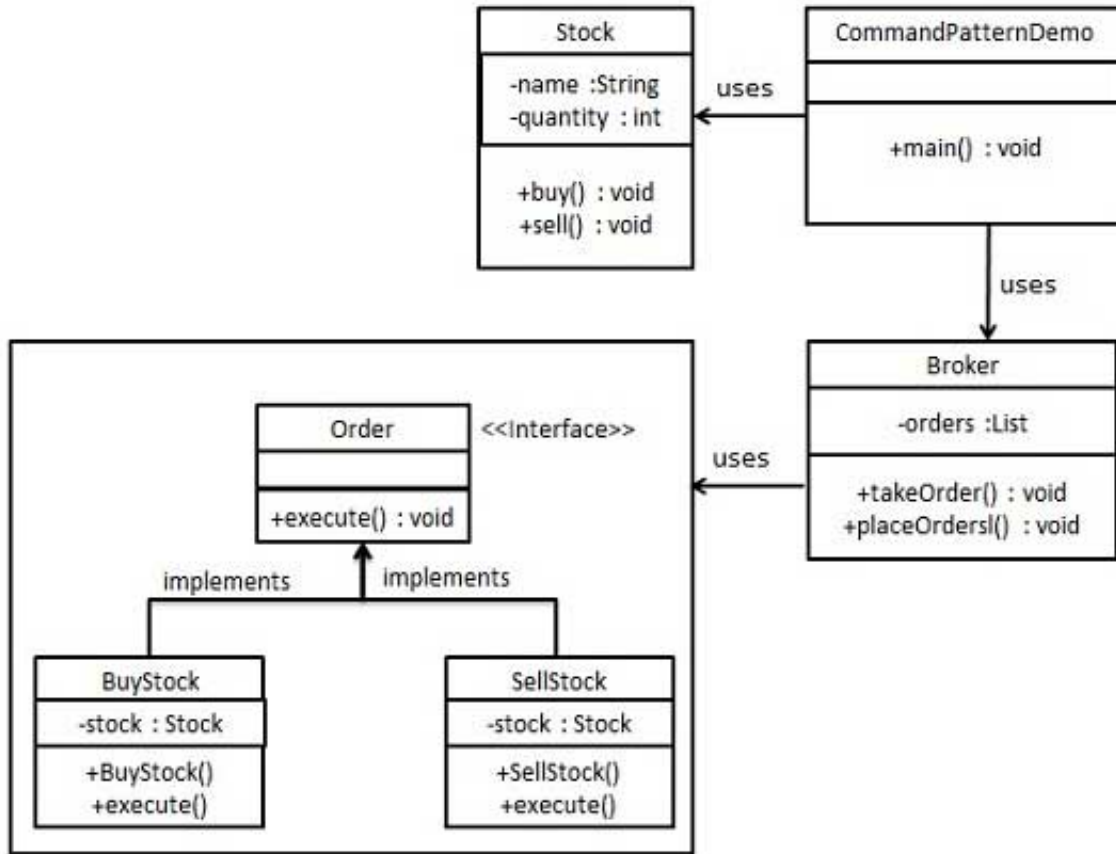 Stock
-name :String
-quantity : int
+buy() : void
+sell() : void
uses
CommandPatternDemo
+main() : void
uses
Broker
-orders :List
+takeOrder() : void
+placeOrdersl() : void
uses
Order
<<Interface>>
+execute() : void
implements
implements
BuyStock
-stock : Stock
+BuyStock()
+execute()
SellStock
-stock : Stock
+SellStock()
+execute()